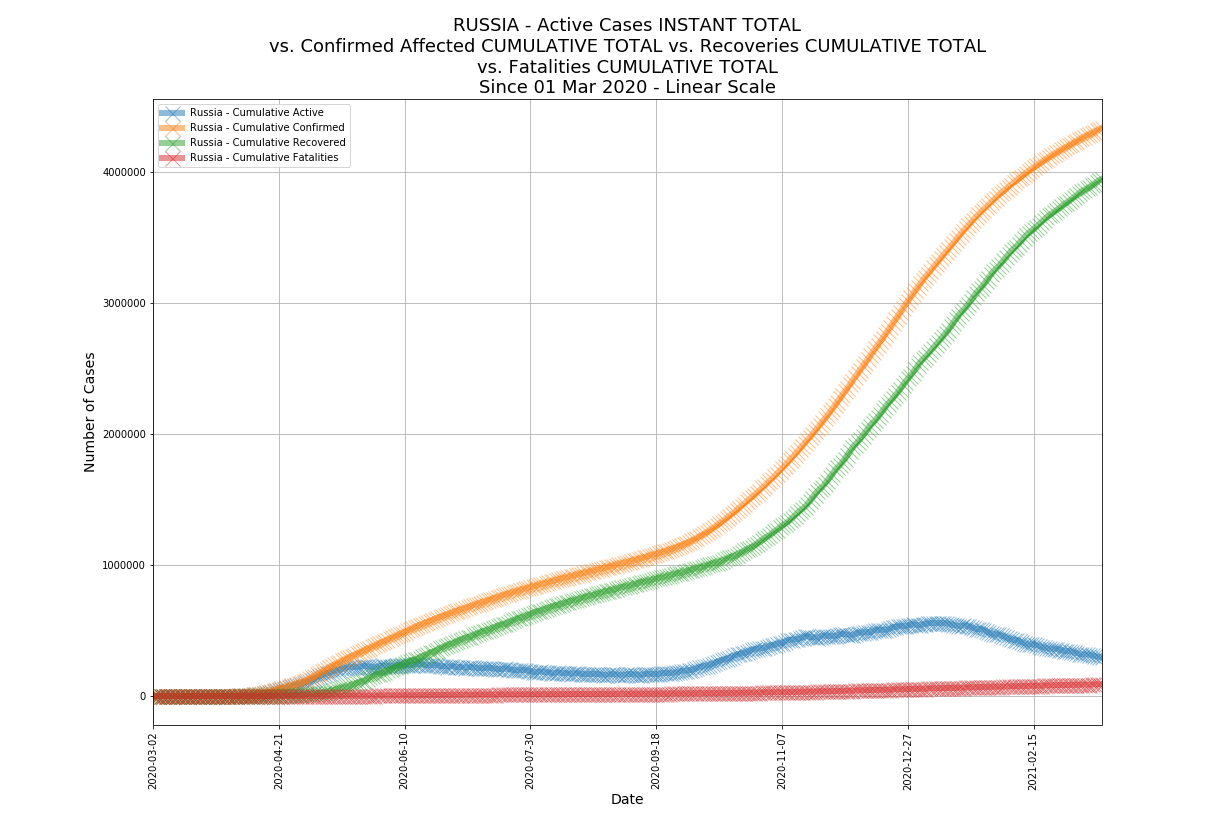 RUSSIA - Active Cases INSTANT TOTAL
vs. Confirmed Affected CUMULATIVE TOTAL vs. Recoveries CUMULATIVE TOTAL
vs. Fatalities CUMULATIVE TOTAL
Since 01 Mar 2020 - Linear Scale
Russia - Cumulative Active
Russia - Cumulative Confirmed
Russia - Cumulative Recovered
Russia - Cumulative Fatalities
Number of Cases
4000000
3000000
2000000
1000000
0
2020-03-02
2020-04-21
2020-06-10
2020-07-30
2020-09-18
2020-11-07
2020-12-27
2021-02-15
Date